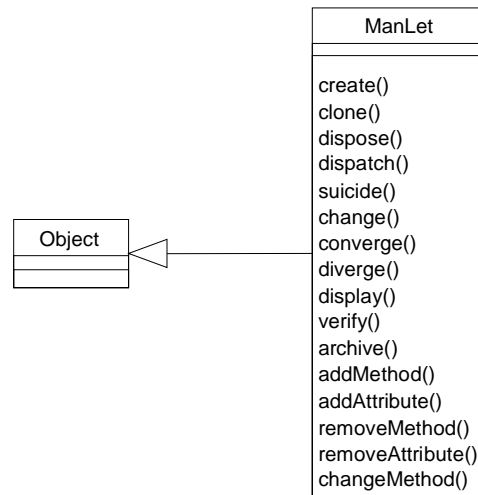 ManLet
create()
clone()
dispose()
dispatch()
suicide()
change()
Object
converge()
diverge()
display()
verify()
archive()
addMethod()
addAttribute()
removeMethod()
removeAttribute()
changeMethod()